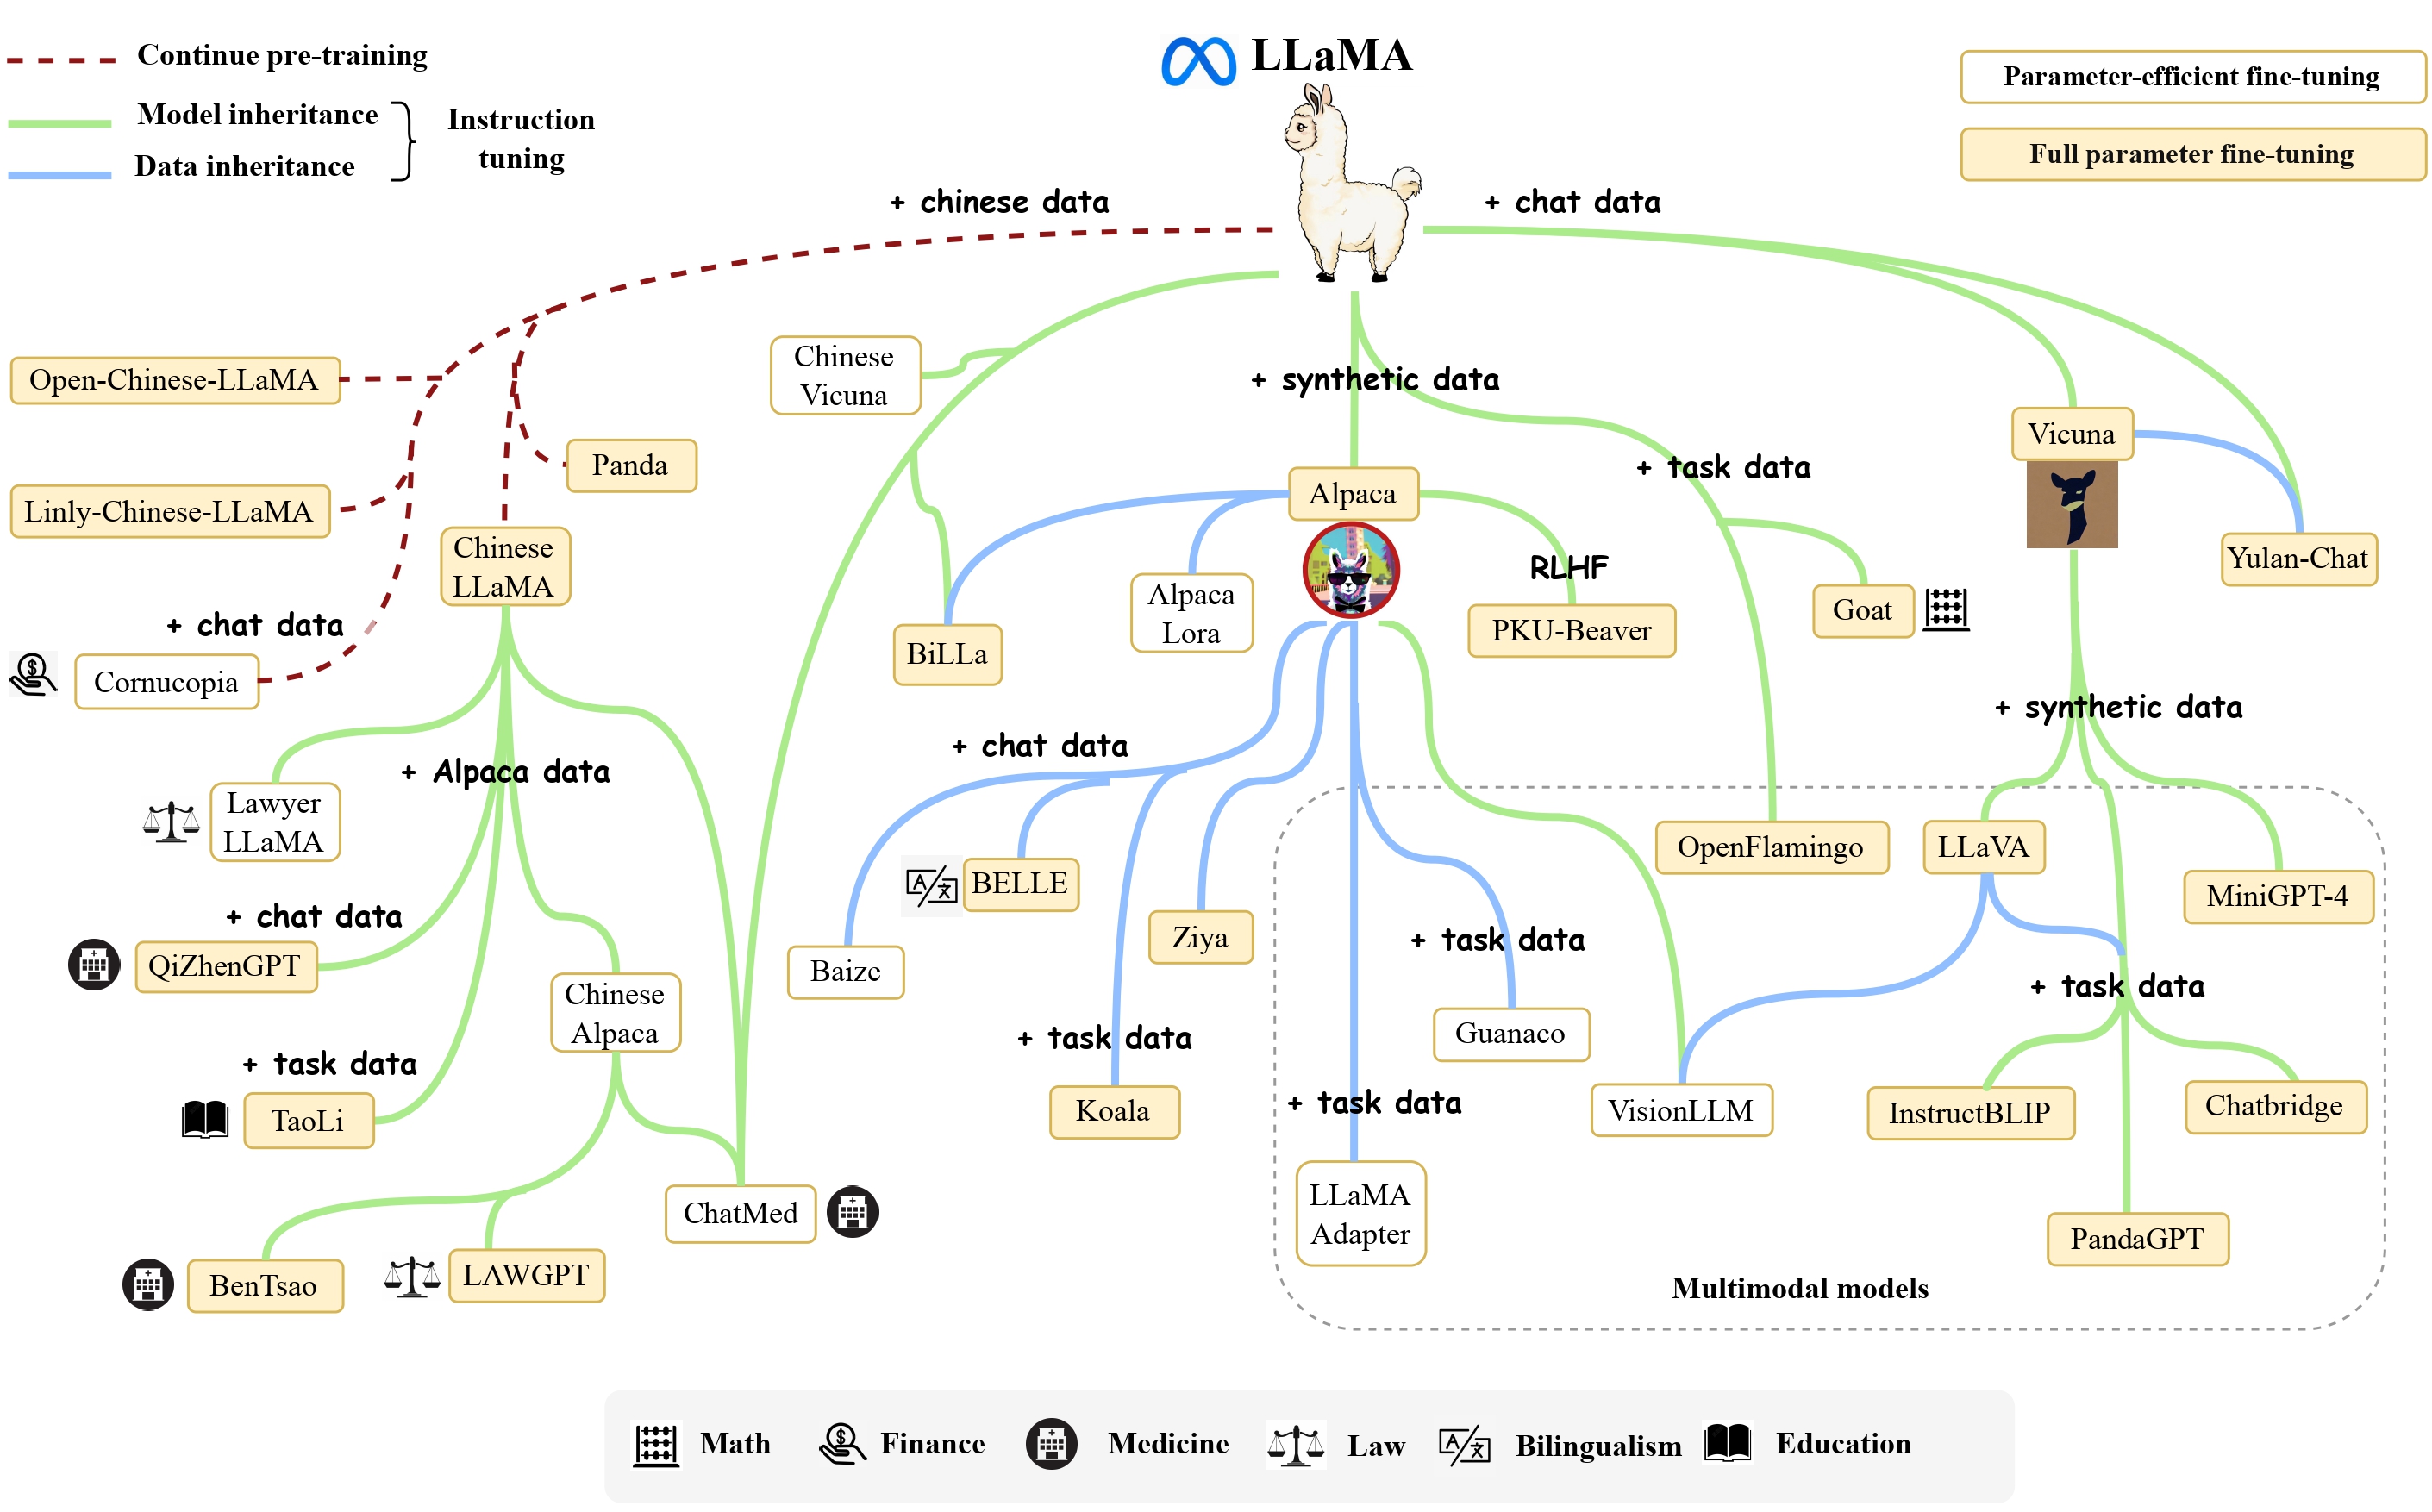 LLaMA
Continue pre-training
Model inheritance
Data inheritance
Instruction
tuning
Parameter-efficient fine-tuning
Full parameter fine-tuning
+ chinese data
+ chat data
Open-Chinese-LLaMA
Chinese
Vicuna
+ synthetic data
Vicuna
Panda
+ task data
Alpaca
Linly-Chinese-LLaMA
Chinese
LLaMA
RLHF
Yulan-Chat
Alpaca
Lora
Goat
+ chat data
BiLLa
PKU-Beaver
Cornucopia
+ synthetic data
+ chat data
+ Alpaca data
Lawyer
LLaMA
OpenFlamingo
LLaVA
BELLE
MiniGPT-4
+ chat data
Ziya
+ task data
QiZhenGPT
Baize
+ task data
Chinese
Alpaca
Guanaco
+ task data
+ task data
+ task data
TaoLi
Koala
VisionLLM
InstructBLIP
Chatbridge
ChatMed
LLaMA
Adapter
PandaGPT
BenTsao
LAWGPT
Multimodal models
Math
Finance
Medicine
Law
Bilingualism
Education